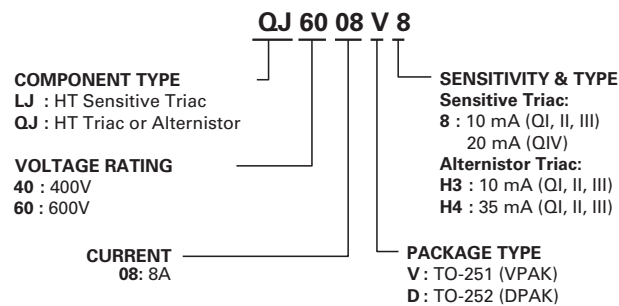 QJ 60 08 V 8
COMPONENT TYPE
LJ : HT Sensitive Triac
QJ : HT Triac or Alternistor
VOLTAGE RATING
40 : 400V
60 : 600V
CURRENT
08: 8A
SENSITIVITY & TYPE
Sensitive Triac:
8 : 10 mA (QI, II, III)
20 mA (QIV)
Alternistor Triac:
H3 : 10 mA (QI, II, III)
H4 : 35 mA (QI, II, III)
PACKAGE TYPE
V : TO-251 (VPAK)
D : TO-252 (DPAK)